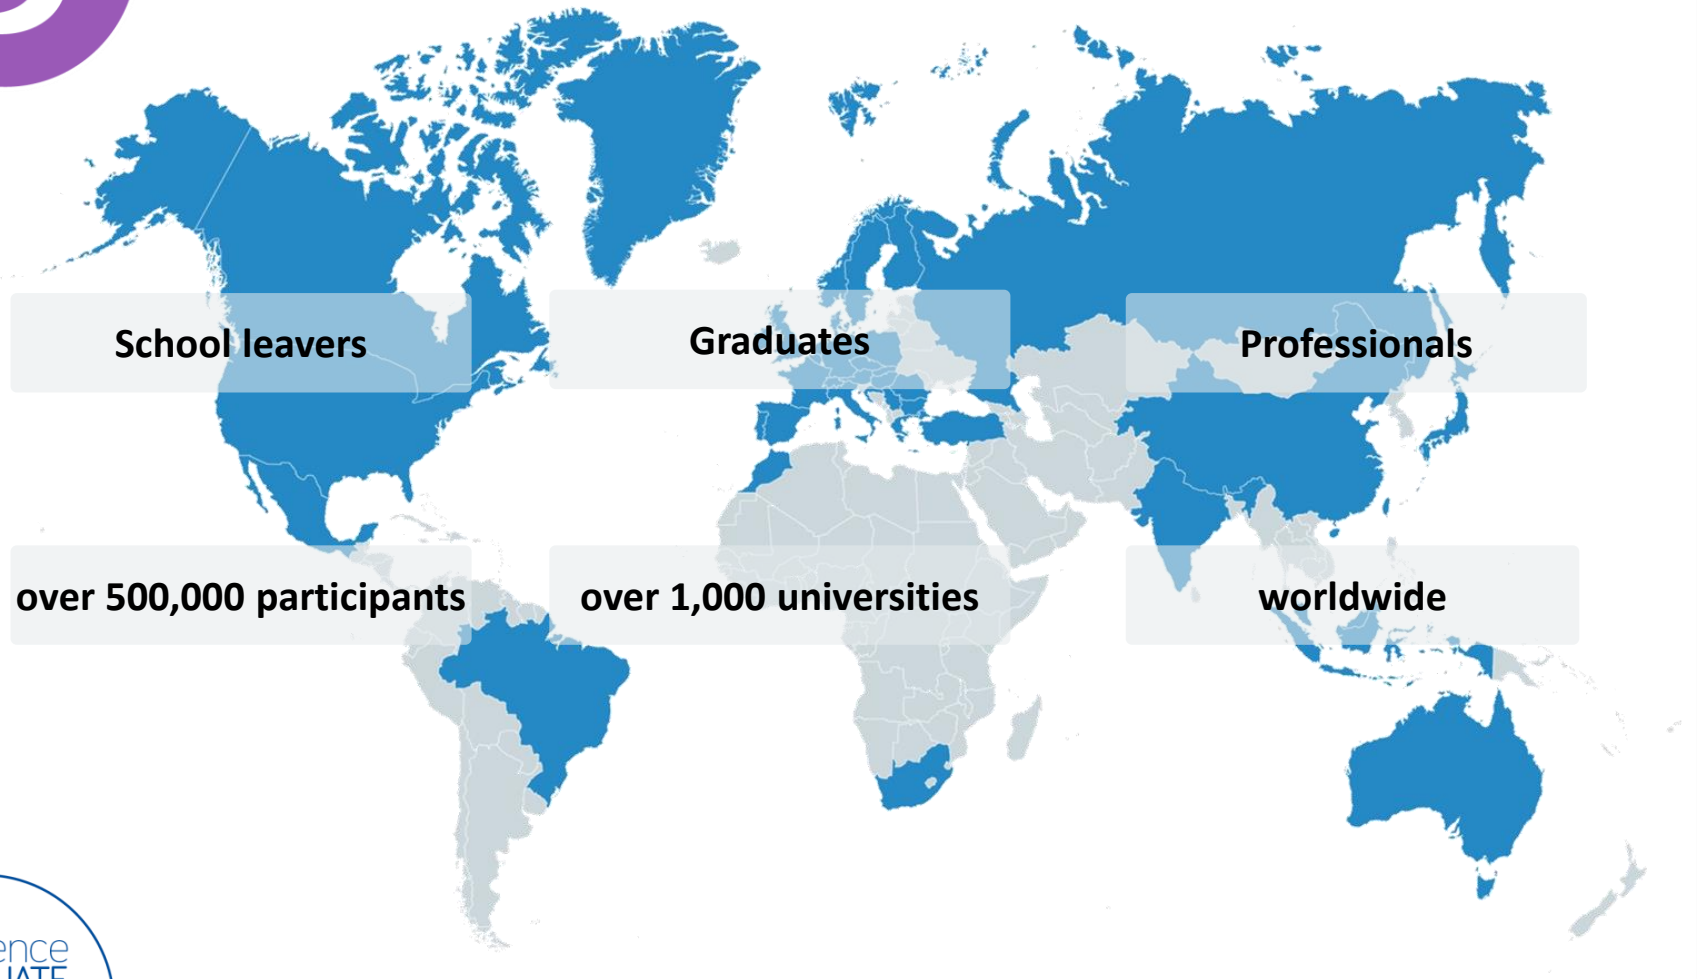 School leavers
Graduates
Professionals
over 500,000 participants
over 1,000 universities
worldwide